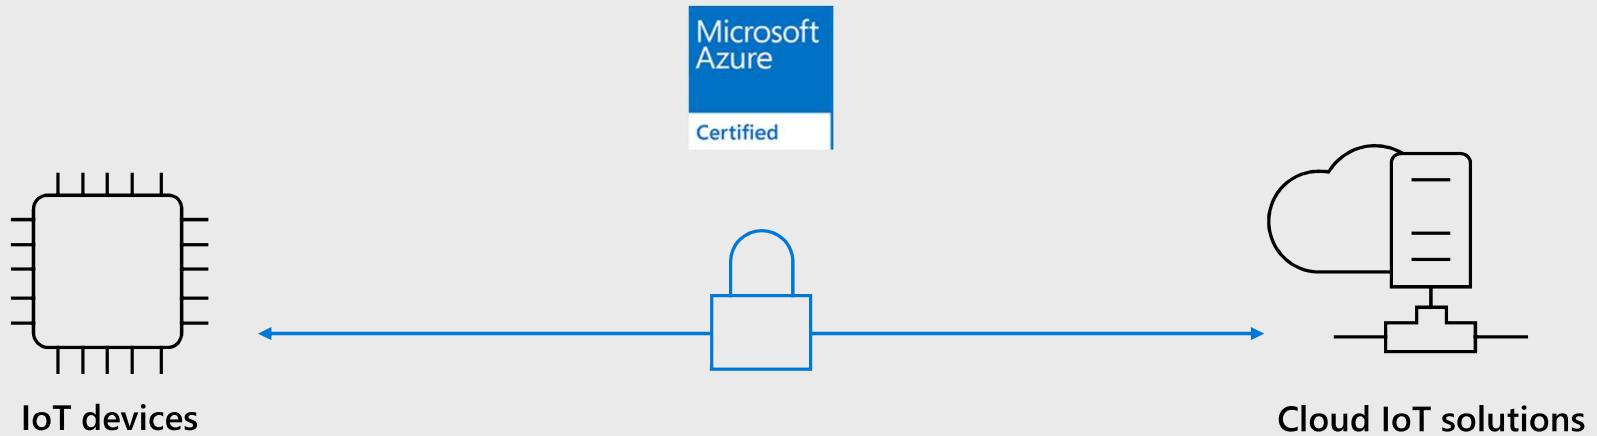 Microsoft
Azure
Certified
IoT devices
Cloud IoT solutions